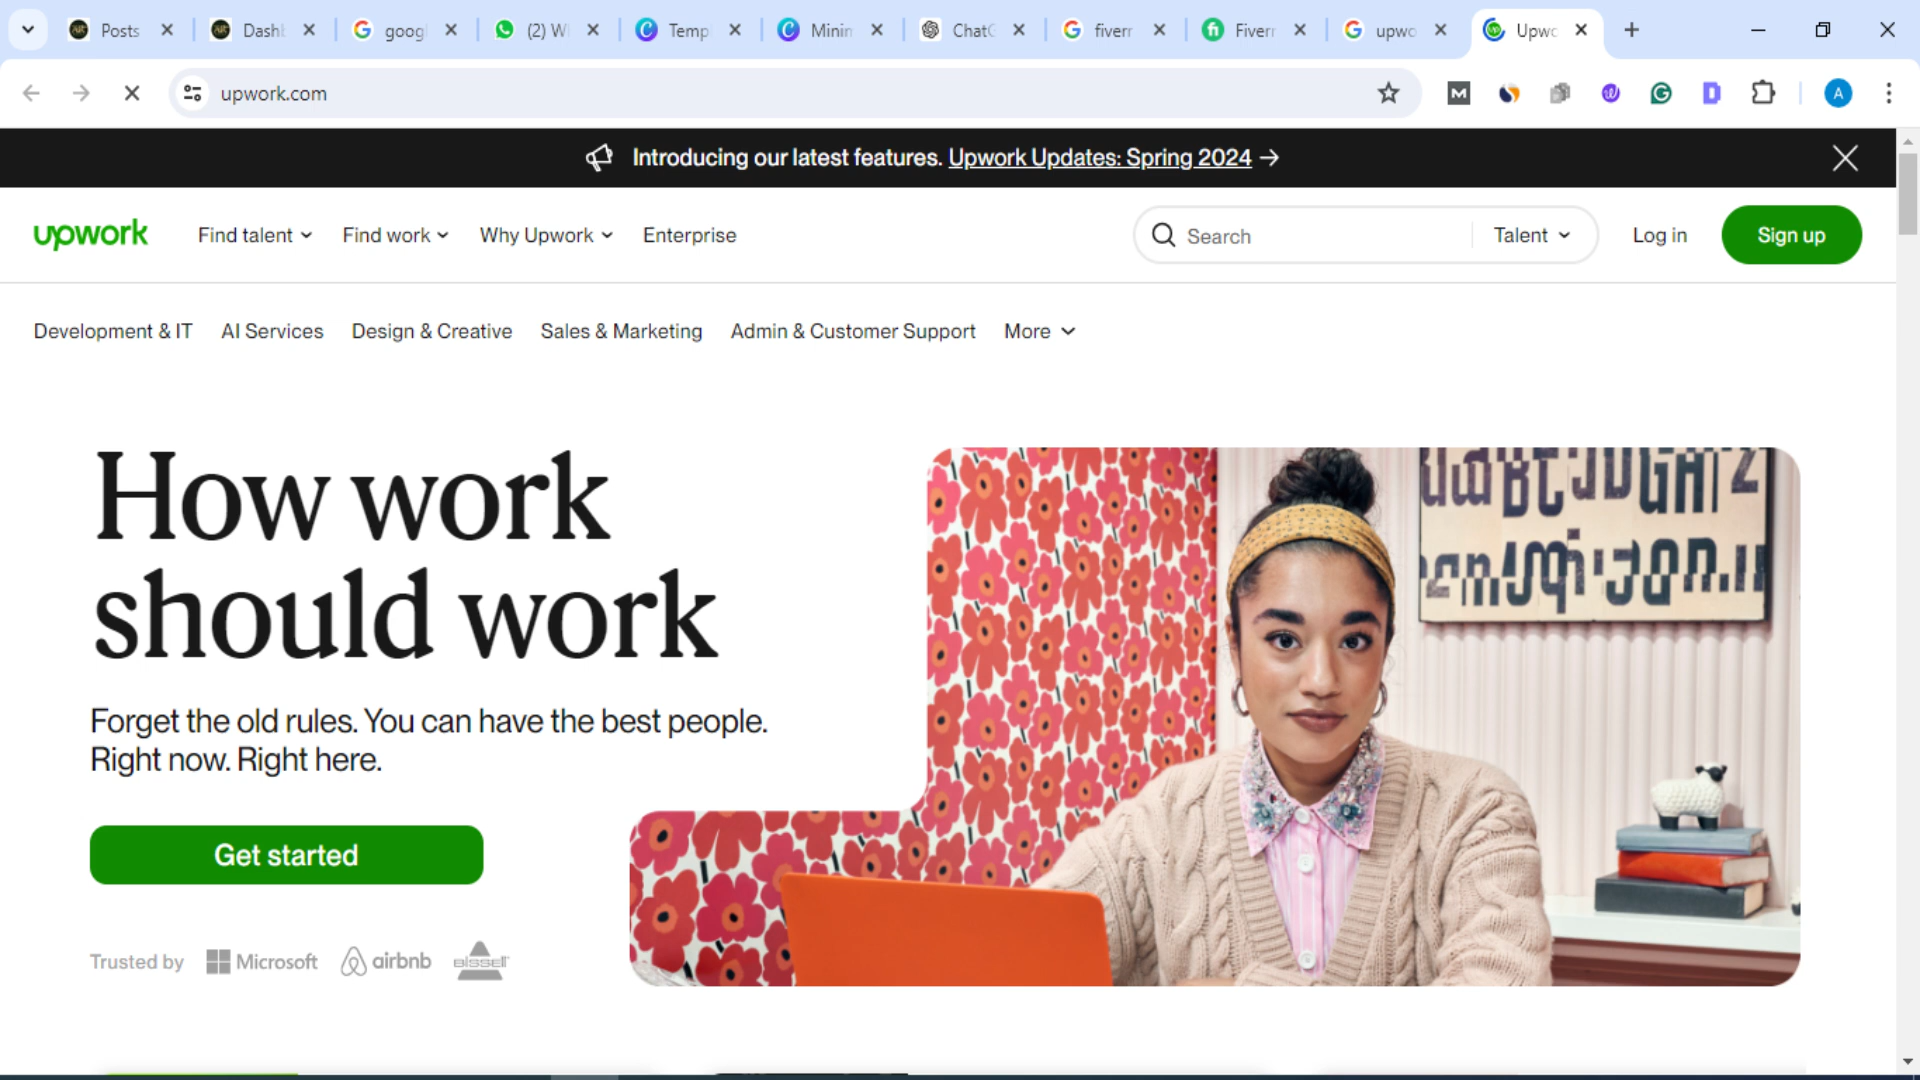 Posts
Dashb
goog
(2) W
Temp
Minin
ChatG
fiverr
Fiverr
upwo
Upwo
upwork.com
A
Introducing our latest features. Upwork Updates: Spring 2024 →
upwork
Find talent
Find work
Why Upwork
Enterprise
Search
Talent
Log in
Sign up
Development & IT
AI Services
Design & Creative
Sales & Marketing
Admin & Customer Support
More
How work
should work
Forget the old rules. You can have the best people.
Right now. Right here.
Get started
Trusted by
Microsoft
airbnb
BISSELL